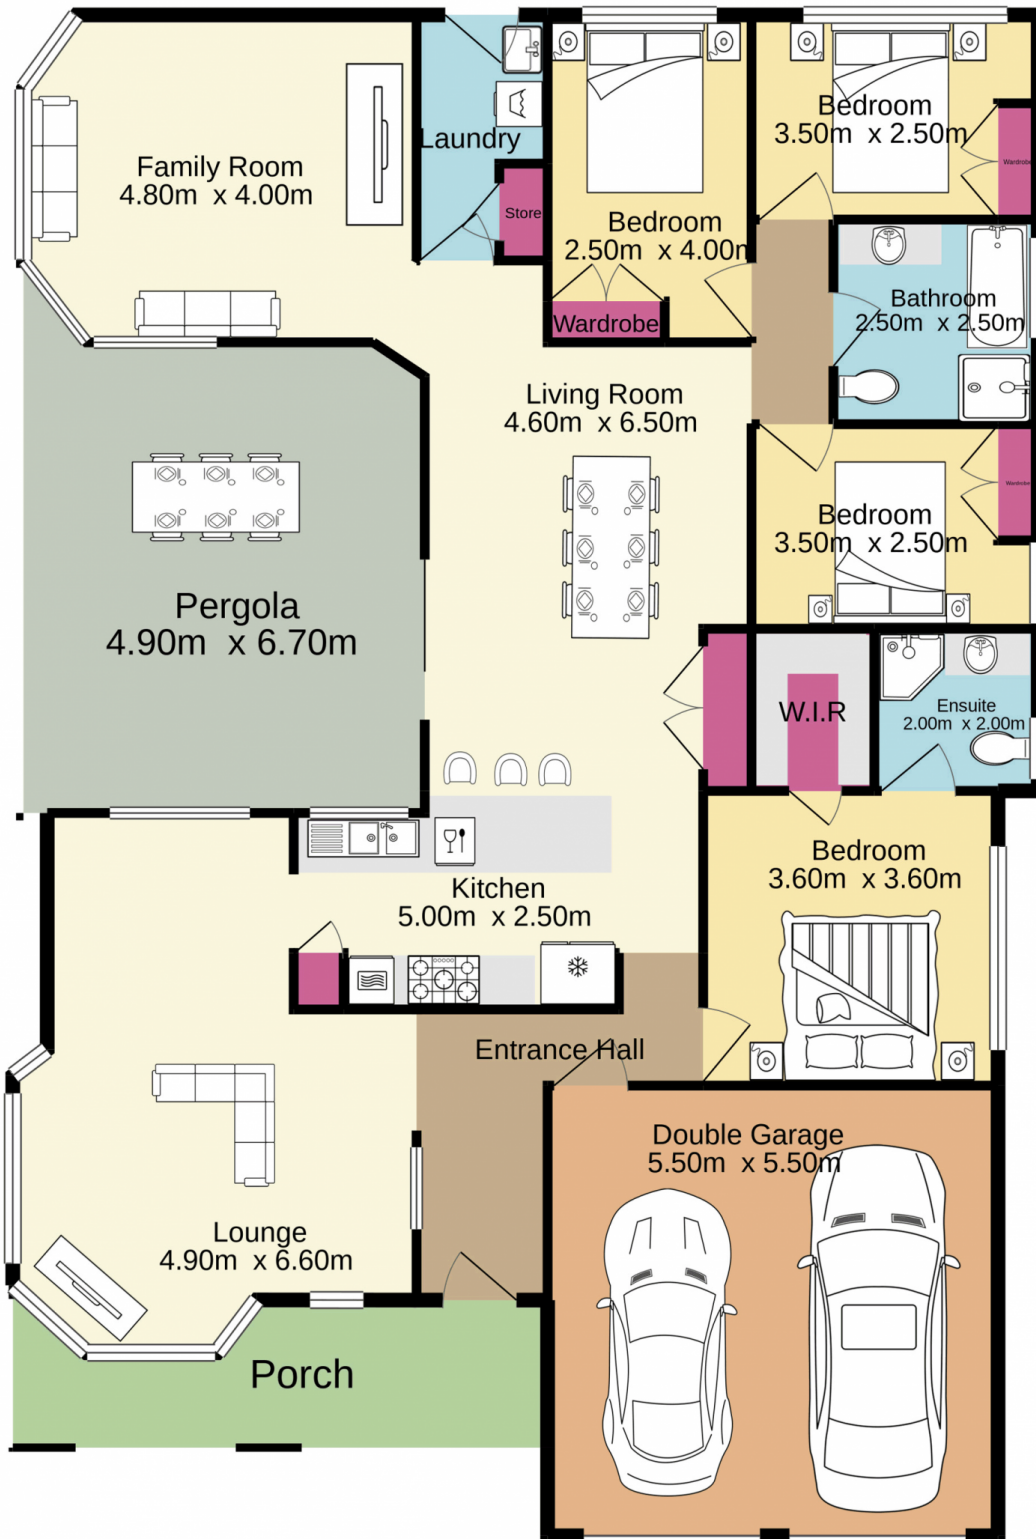 Family Room
4.80m x 4.00m
Laundry
Store
Bedroom
2.50m x 4.00m
Wardrobe
Bedroom
3.50m x 2.50m
Wardrobe
Bathroom
2.50m x 2.50m
Living Room
4.60m x 6.50m
Bedroom
3.50m x 2.50m
Wardrobe
Pergola
4.90m x 6.70m
W.I.R
Ensuite
2.00m x 2.00m
Kitchen
5.00m x 2.50m
Bedroom
3.60m x 3.60m
Entrance Hall
Double Garage
5.50m x 5.50m
Lounge
4.90m x 6.60m
Porch